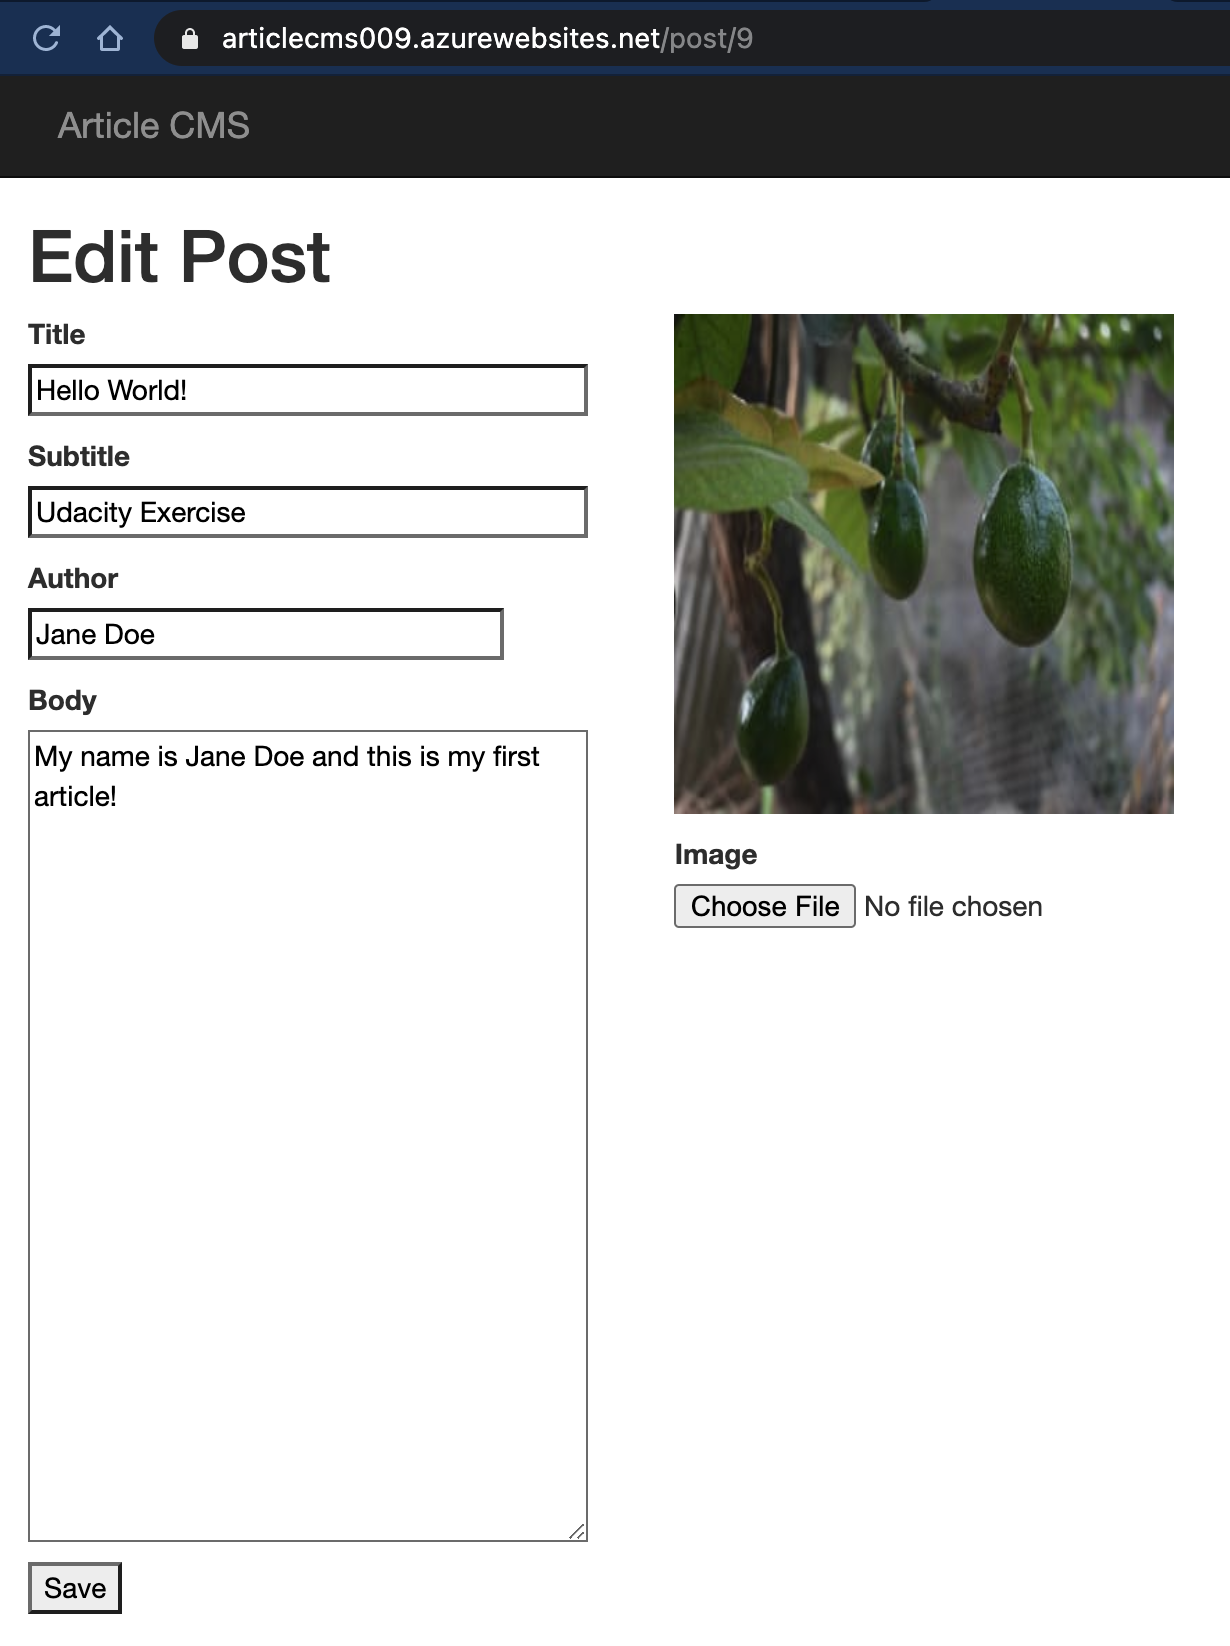 articlecms009.azurewebsites.net/post/9
Article CMS
Edit Post
Title
Hello World!
Subtitle
Udacity Exercise
Author
Jane Doe
Body
My name is Jane Doe and this is my first
article!
Image
Choose File No file chosen
Save